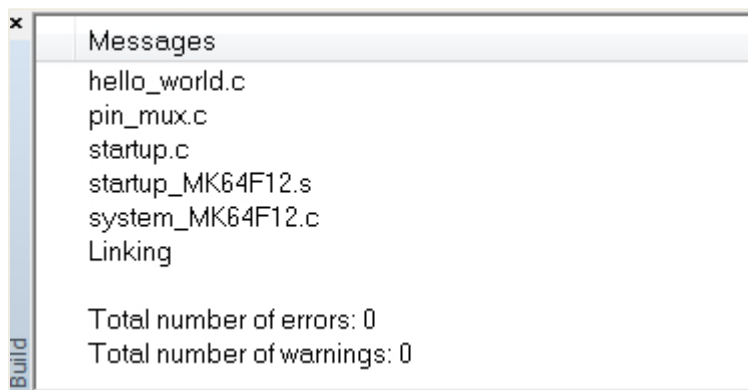 Messages
hello_world.c
pin_mux.c
startup.c
startup_MK64F12.s
system_MK64F12.c
Linking
Total number of errors: 0
Total number of warnings: 0
Build